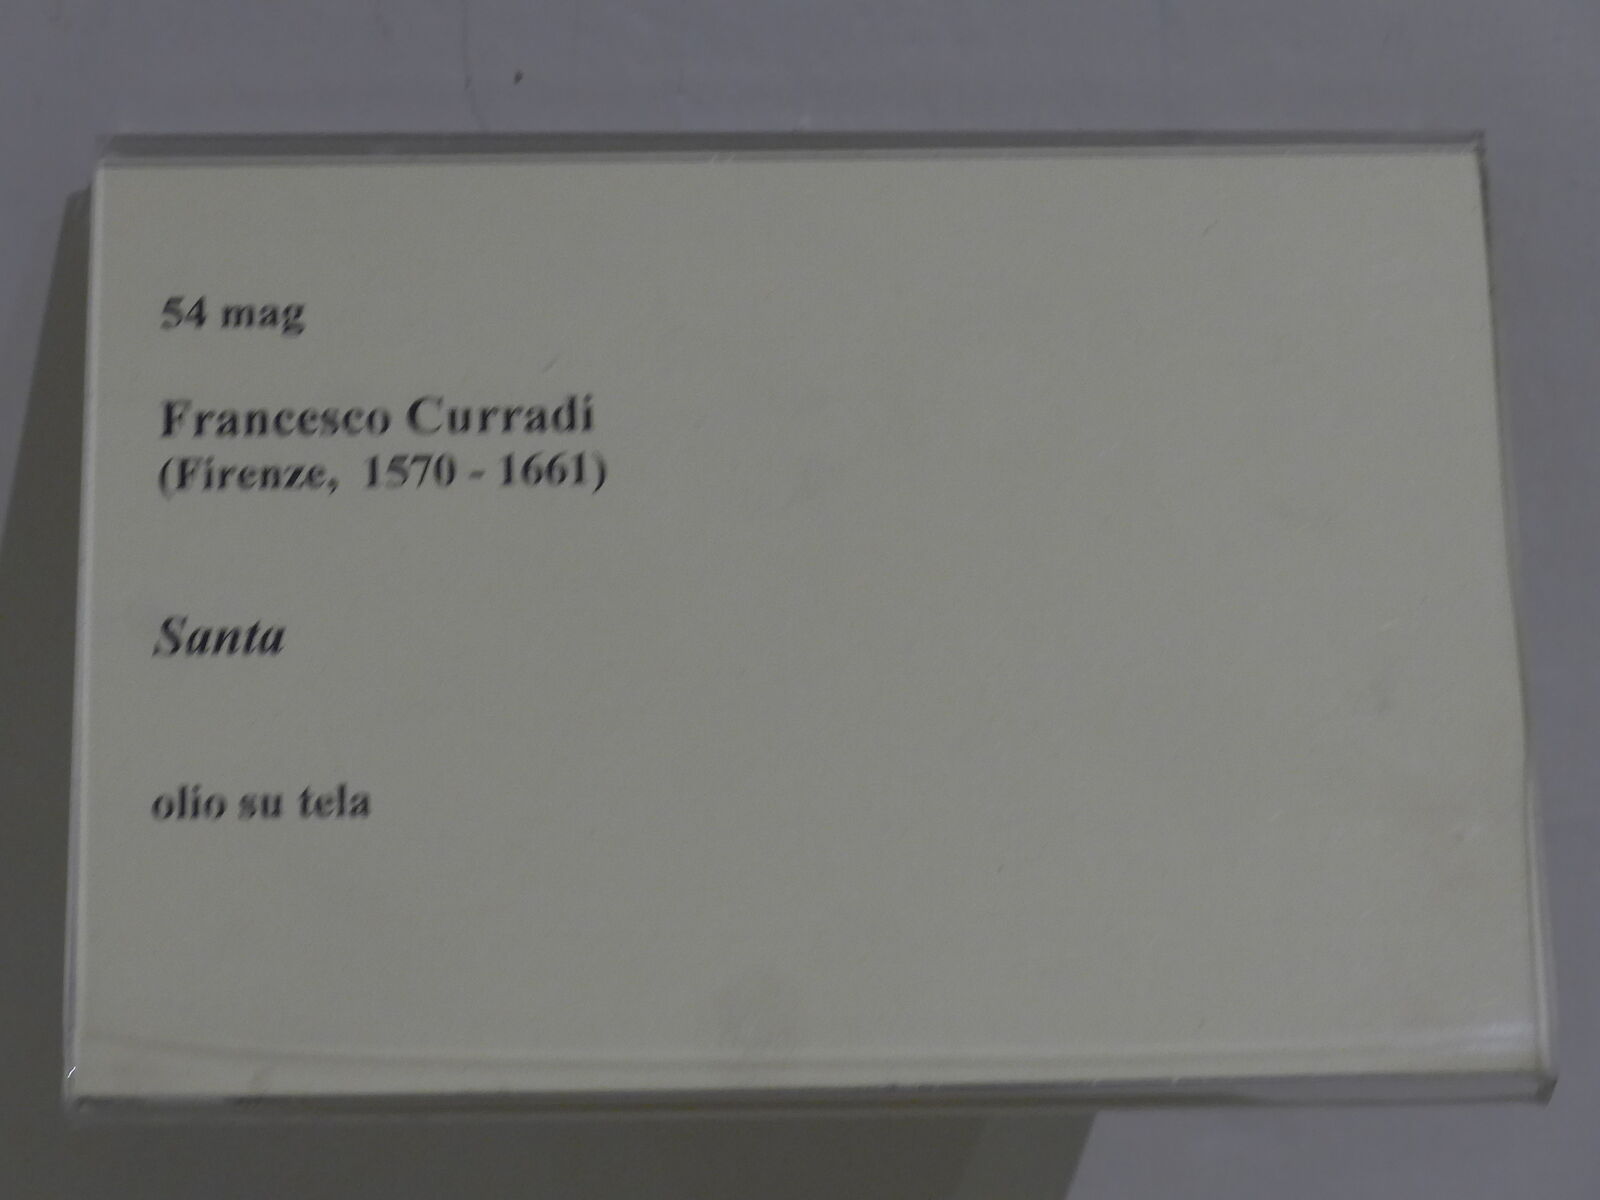 54 mag
Francesco Curradi
(Firenze, 1570 - 1661)
Santa
olio su tela